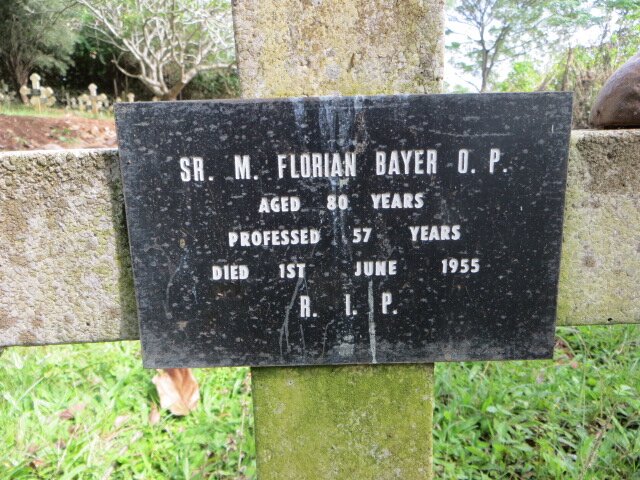 SR. M. FLORIAN BAYER O. P.
AGED 80 YEARS
PROFESSED 57 YEARS
DIED 1ST JUNE 1955
R. I. P.